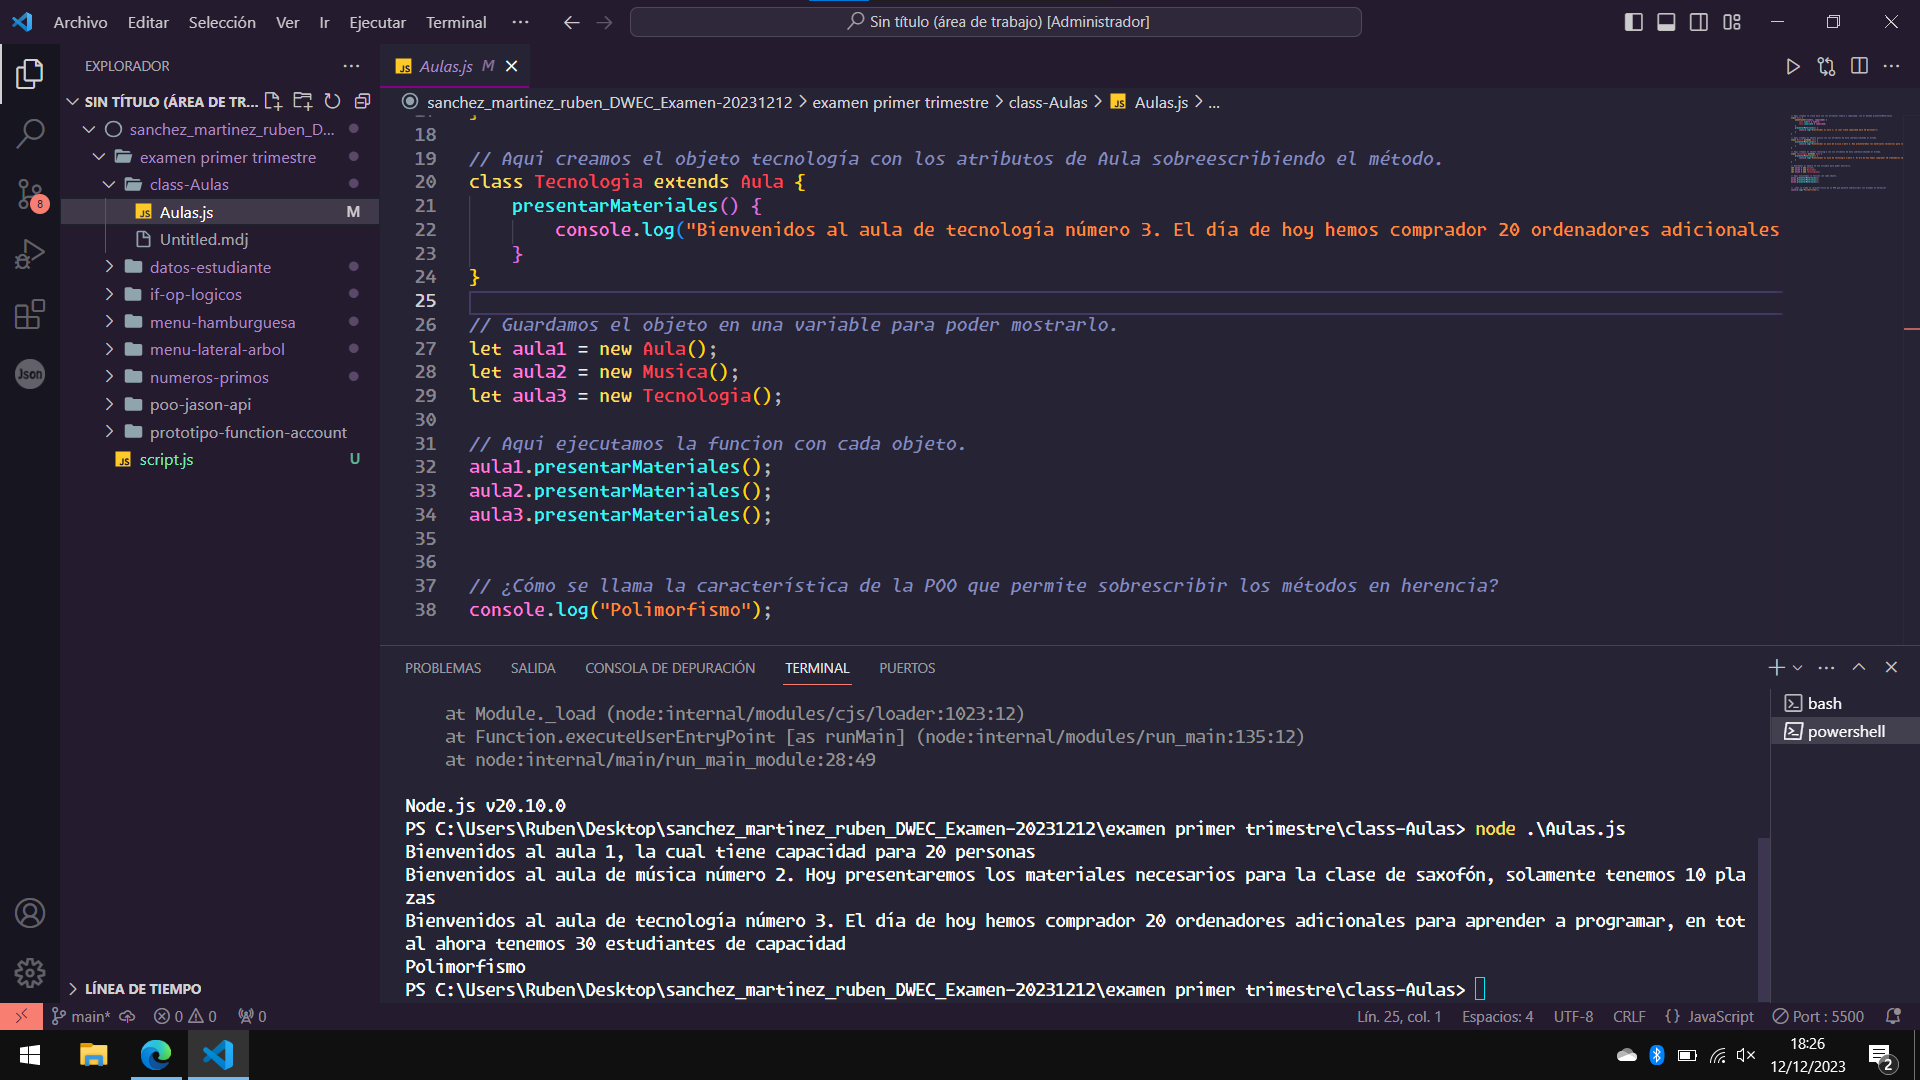 Archivo Editar Selección Ver Ir Ejecutar Terminal ··· Sin título (área de trabajo) [Administrador]
EXPLORADOR
SIN TÍTULO (ÁREA DE TR...
sanchez_martinez_ruben_D...
examen primer trimestre
class-Aulas
JS Aulas.js M
Untitled.mdj
datos-estudiante
if-op-logicos
menu-hamburguesa
menu-lateral-arbol
numeros-primos
poo-jason-api
prototipo-function-account
JS script.js U
8
Json
LÍNEA DE TIEMPO
JS Aulas.js M
sanchez_martinez_ruben_DWEC_Examen-20231212 > examen primer trimestre > class-Aulas > JS Aulas.js > ...
18
19 // Aqui creamos el objeto tecnología con los atributos de Aula sobreescribiendo el método.
20 class Tecnologia extends Aula {
21 presentarMateriales() {
22 console.log("Bienvenidos al aula de tecnología número 3. El día de hoy hemos comprador 20 ordenadores adicionales
23 }
24 }
25
26 // Guardamos el objeto en una variable para poder mostrarlo.
27 let aula1 = new Aula();
28 let aula2 = new Musica();
29 let aula3 = new Tecnologia();
30
31 // Aqui ejecutamos la funcion con cada objeto.
32 aula1.presentarMateriales();
33 aula2.presentarMateriales();
34 aula3.presentarMateriales();
35
36
37 // ¿Cómo se llama la característica de la POO que permite sobrescribir los métodos en herencia?
38 console.log("Polimorfismo");
PROBLEMAS SALIDA CONSOLA DE DEPURACIÓN TERMINAL PUERTOS
bash
powershell
at Module._load (node:internal/modules/cjs/loader:1023:12)
at Function.executeUserEntryPoint [as runMain] (node:internal/modules/run_main:135:12)
at node:internal/main/run_main_module:28:49
Node.js v20.10.0
PS C:\Users\Ruben\Desktop\sanchez_martinez_ruben_DWEC_Examen-20231212\examen primer trimestre\class-Aulas> node .\Aulas.js
Bienvenidos al aula 1, la cual tiene capacidad para 20 personas
Bienvenidos al aula de música número 2. Hoy presentaremos los materiales necesarios para la clase de saxofón, solamente tenemos 10 pla
zas
Bienvenidos al aula de tecnología número 3. El día de hoy hemos comprador 20 ordenadores adicionales para aprender a programar, en tot
al ahora tenemos 30 estudiantes de capacidad
Polimorfismo
PS C:\Users\Ruben\Desktop\sanchez_martinez_ruben_DWEC_Examen-20231212\examen primer trimestre\class-Aulas>
main* 0 0 0 Lín. 25, col. 1 Espacios: 4 UTF-8 CRLF {} JavaScript Port : 5500
18:26
12/12/2023
2